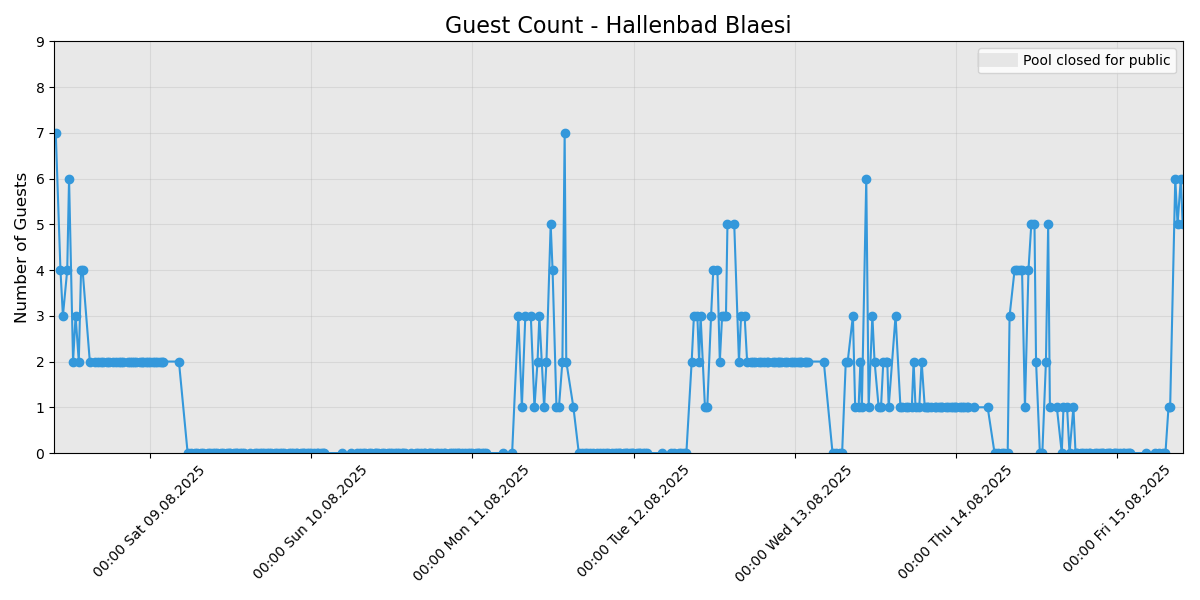 Guest Count - Hallenbad Blaesi
Pool closed for public
Number of Guests
9
8
7
6
5
4
3
2
1
0
00:00 Sat 09.08.2025
00:00 Sun 10.08.2025
00:00 Mon 11.08.2025
00:00 Tue 12.08.2025
00:00 Wed 13.08.2025
00:00 Thu 14.08.2025
00:00 Fri 15.08.2025